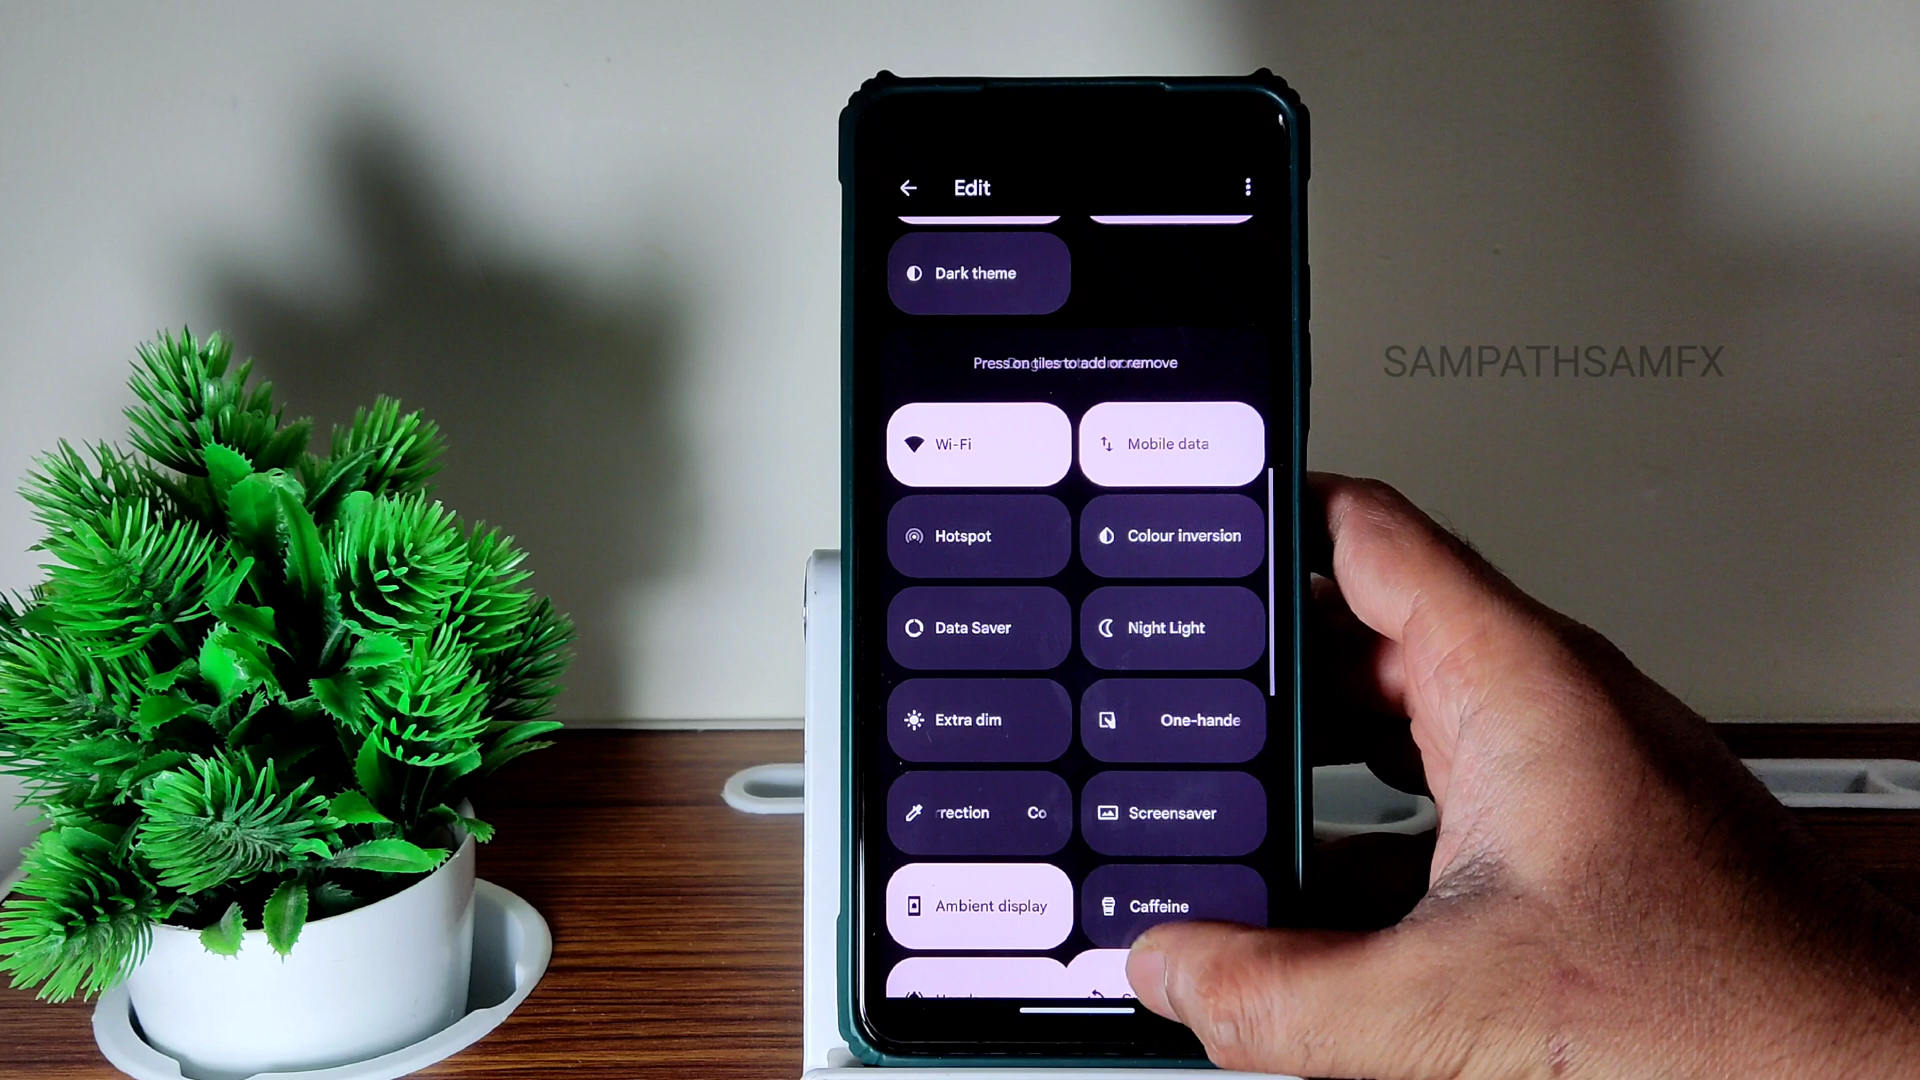 Edit
Dark theme
Press on tiles to add or remove
Wi-Fi
Mobile data
Hotspot
Colour inversion
Data Saver
Night Light
Extra dim
One-hande
rrection Co
Screensaver
Ambient display
Caffeine
SAMPATHSAMFX